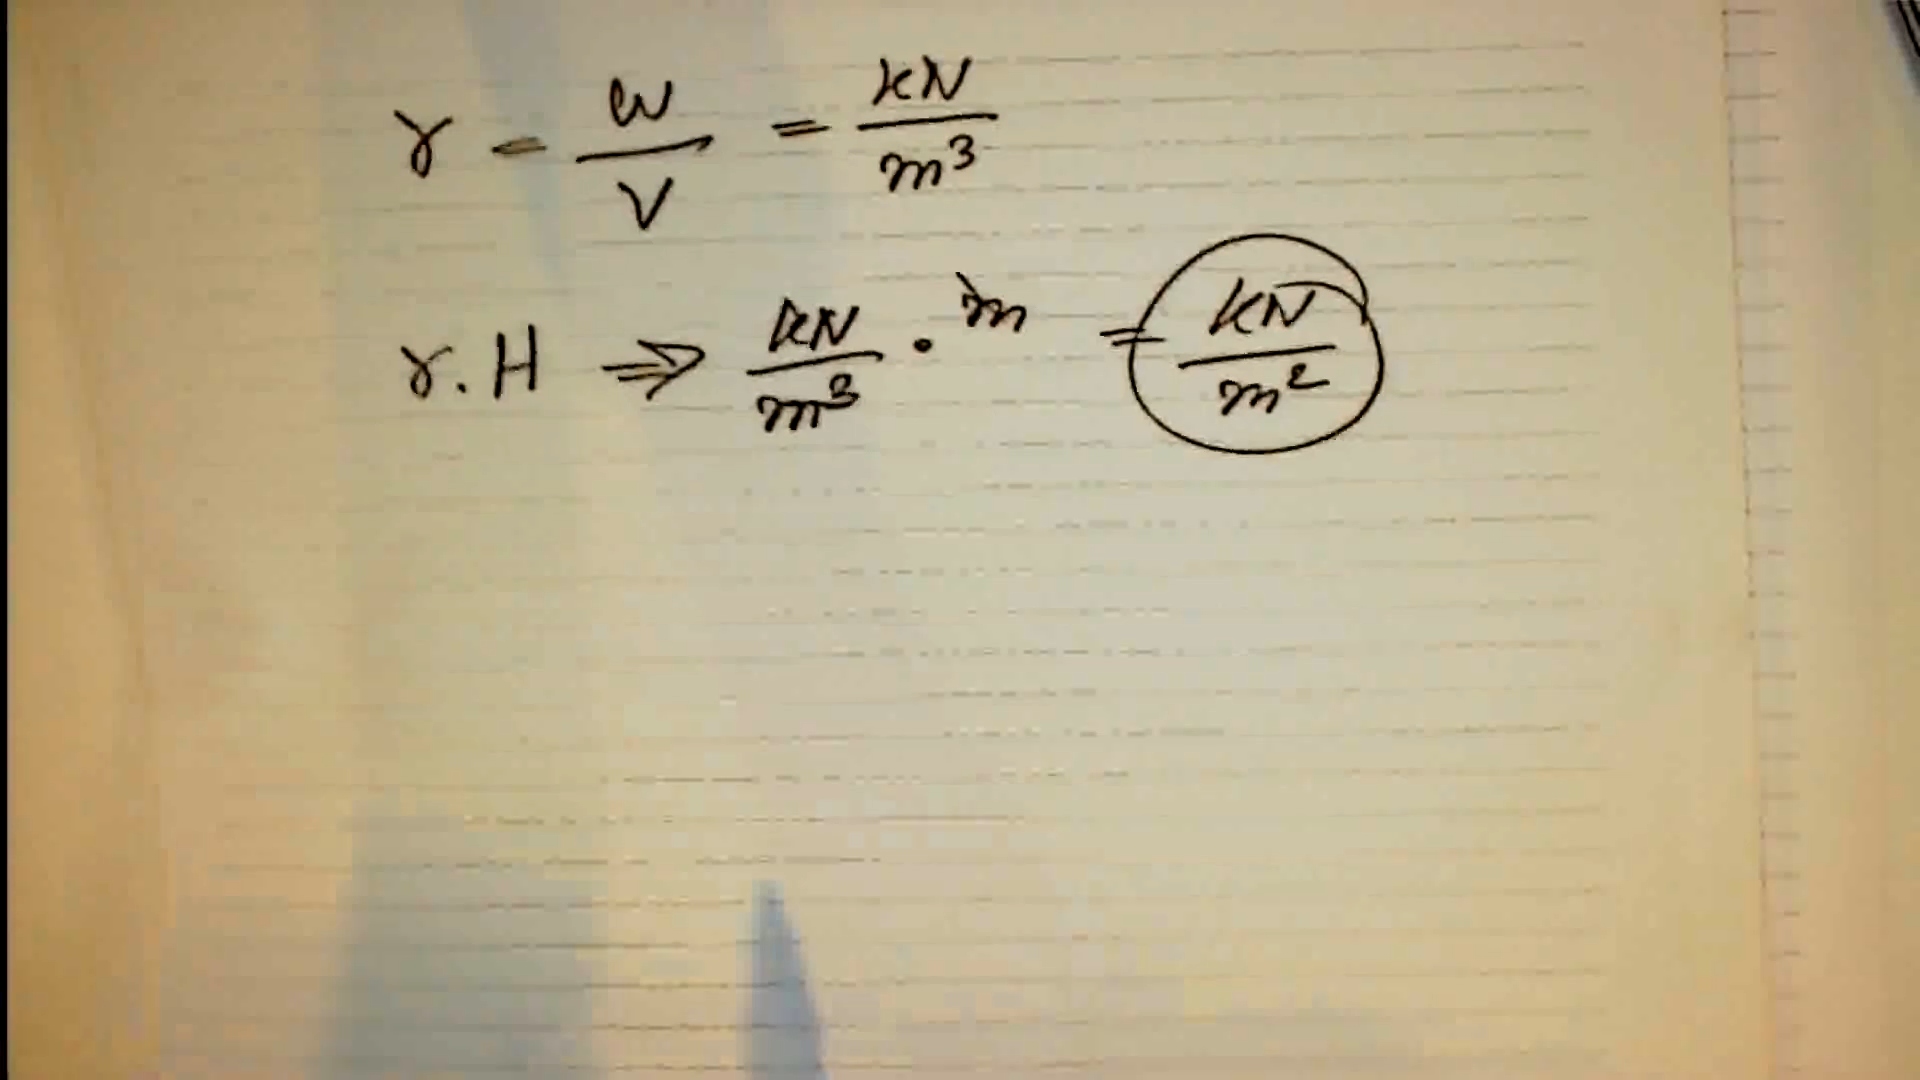 γ = W/V = kN/m³
γ.H ⇒ kN/m³ . m = kN/m²